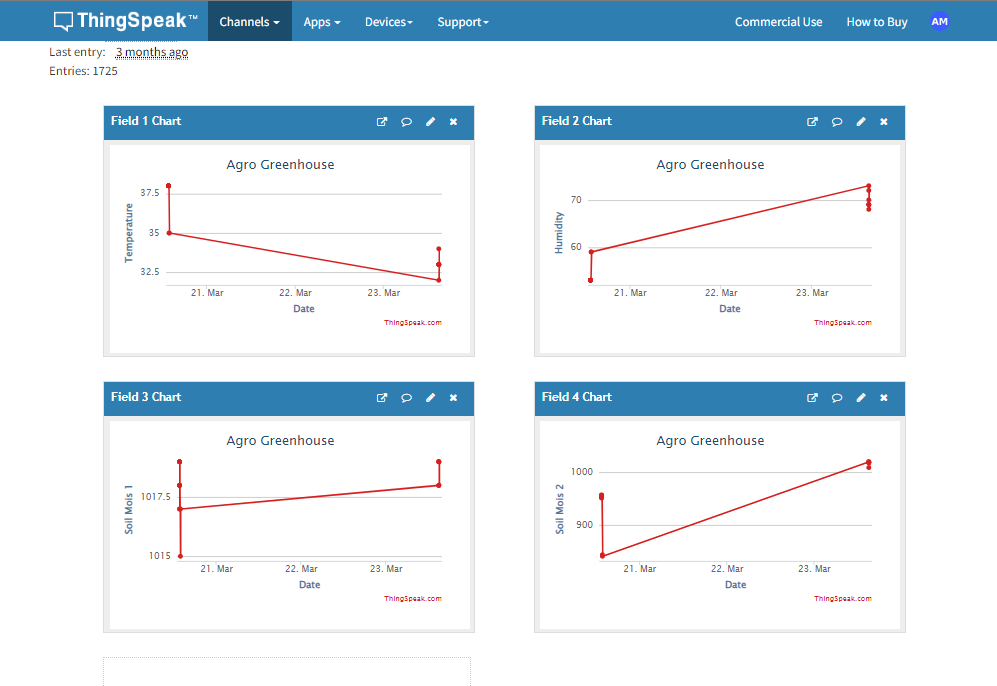 ThingSpeak™ Channels Apps Devices Support Commercial Use How to Buy AM
Last entry: 3 months ago
Entries: 1725
Field 1 Chart
Agro Greenhouse
Temperature
37.5
35
32.5
21. Mar 22. Mar 23. Mar
Date
ThingSpeak.com
Field 2 Chart
Agro Greenhouse
Humidity
70
60
21. Mar 22. Mar 23. Mar
Date
ThingSpeak.com
Field 3 Chart
Agro Greenhouse
Soil Mois 1
1017.5
1015
21. Mar 22. Mar 23. Mar
Date
ThingSpeak.com
Field 4 Chart
Agro Greenhouse
Soil Mois 2
1000
900
21. Mar 22. Mar 23. Mar
Date
ThingSpeak.com